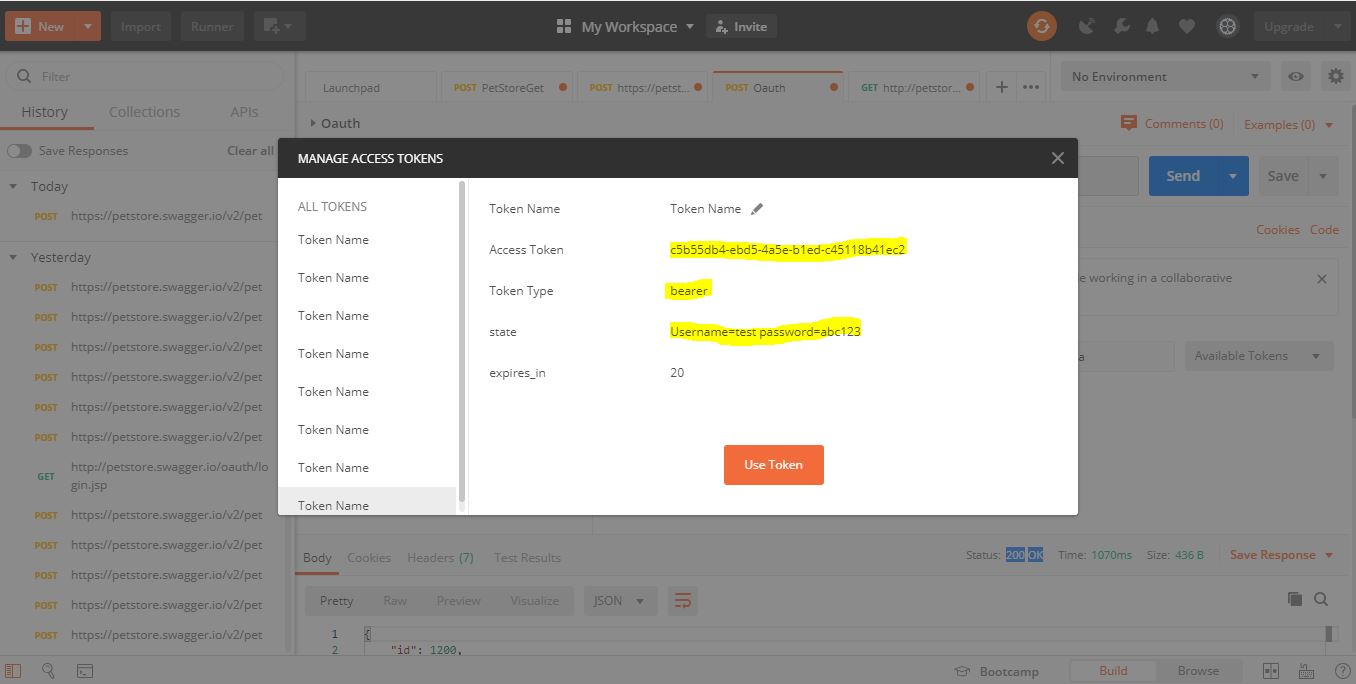 New
Import
Runner
My Workspace
Invite
Upgrade
Filter
Launchpad
POST PetStoreGet
POST https://petst...
POST Oauth
GET http://petstor...
No Environment
History
Collections
APIs
Oauth
Comments (0)
Examples (0)
Save Responses
Clear all
Send
Save
Today
POST https://petstore.swagger.io/v2/pet
Cookies Code
Yesterday
POST https://petstore.swagger.io/v2/pet
POST https://petstore.swagger.io/v2/pet
POST https://petstore.swagger.io/v2/pet
POST https://petstore.swagger.io/v2/pet
POST https://petstore.swagger.io/v2/pet
POST https://petstore.swagger.io/v2/pet
GET http://petstore.swagger.io/oauth/lo
gin.jsp
POST https://petstore.swagger.io/v2/pet
POST https://petstore.swagger.io/v2/pet
POST https://petstore.swagger.io/v2/pet
POST https://petstore.swagger.io/v2/pet
POST https://petstore.swagger.io/v2/pet
MANAGE ACCESS TOKENS
ALL TOKENS
Token Name
Token Name
Token Name
Token Name
Token Name
Token Name
Token Name
Token Name
Token Name Token Name
Access Token c5b55db4-ebd5-4a5e-b1ed-c45118b41ec2
Token Type bearer
state Username=test password=abc123
expires_in 20
Use Token
e working in a collaborative
a
Available Tokens
Body
Cookies
Headers (7)
Test Results
Status: 200 OK
Time: 1070ms
Size: 436 B
Save Response
Pretty
Raw
Preview
Visualize
JSON
1 {
2 "id": 1200,
Bootcamp
Build
Browse